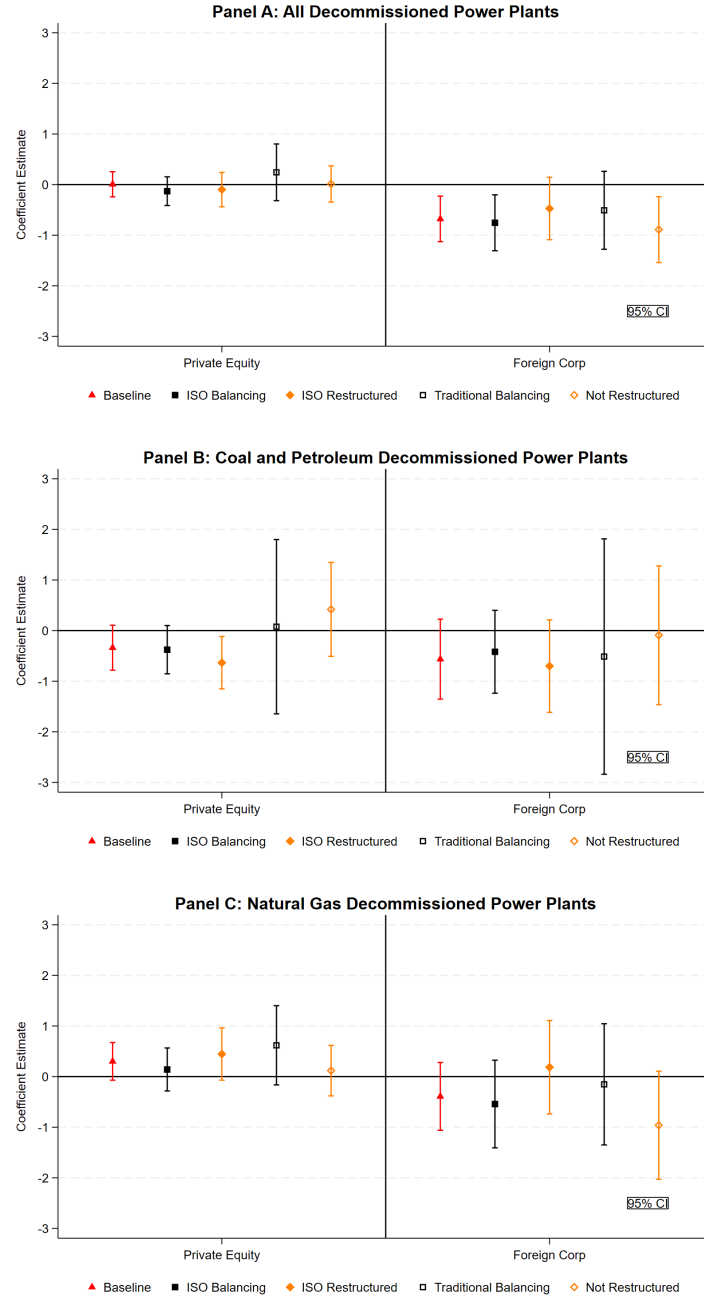 Panel A: All Decommissioned Power Plants
3
2
1
0
-1
-2
-3
Coefficient Estimate
95% CI
Private Equity Foreign Corp
Baseline ISO Balancing ISO Restructured Traditional Balancing Not Restructured
Panel B: Coal and Petroleum Decommissioned Power Plants
3
2
1
0
-1
-2
-3
Coefficient Estimate
95% CI
Private Equity Foreign Corp
Baseline ISO Balancing ISO Restructured Traditional Balancing Not Restructured
Panel C: Natural Gas Decommissioned Power Plants
3
2
1
0
-1
-2
-3
Coefficient Estimate
95% CI
Private Equity Foreign Corp
Baseline ISO Balancing ISO Restructured Traditional Balancing Not Restructured